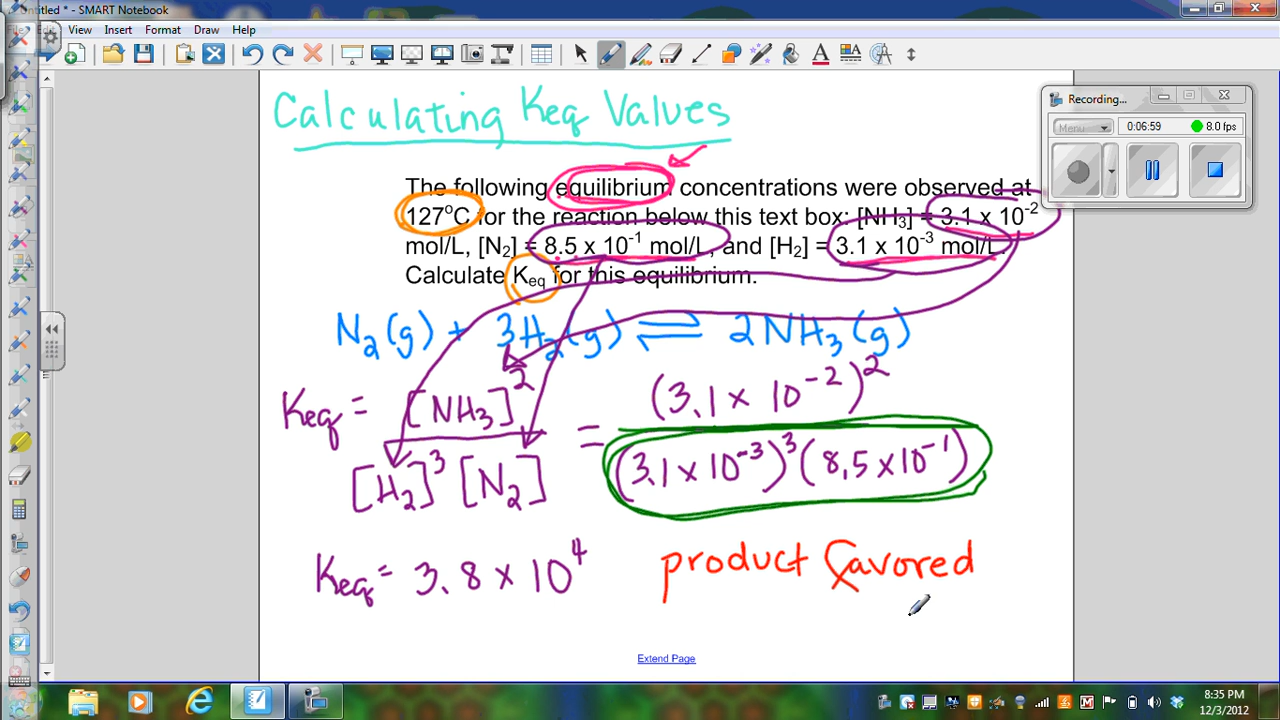 Untitled * - SMART Notebook
View Insert Format Draw Help
Recording...
Menu
0:06:59
8.0 fps
Calculating Keq Values
The following equilibrium concentrations were observed at
127°C for the reaction below this text box: [NH₃] = 3.1 x 10⁻²
mol/L, [N₂] = 8.5 x 10⁻¹ mol/L, and [H₂] = 3.1 x 10⁻³ mol/L.
Calculate Keq for this equilibrium.
N₂(g) + 3H₂(g) ⇌ 2NH₃(g)
Keq = [NH₃]² = (3.1 x 10⁻²)²
[H₂]³ [N₂] (3.1 x 10⁻³)³ (8.5 x 10⁻¹)
Keq = 3.8 x 10⁴ product favored
Extend Page
8:35 PM
12/3/2012